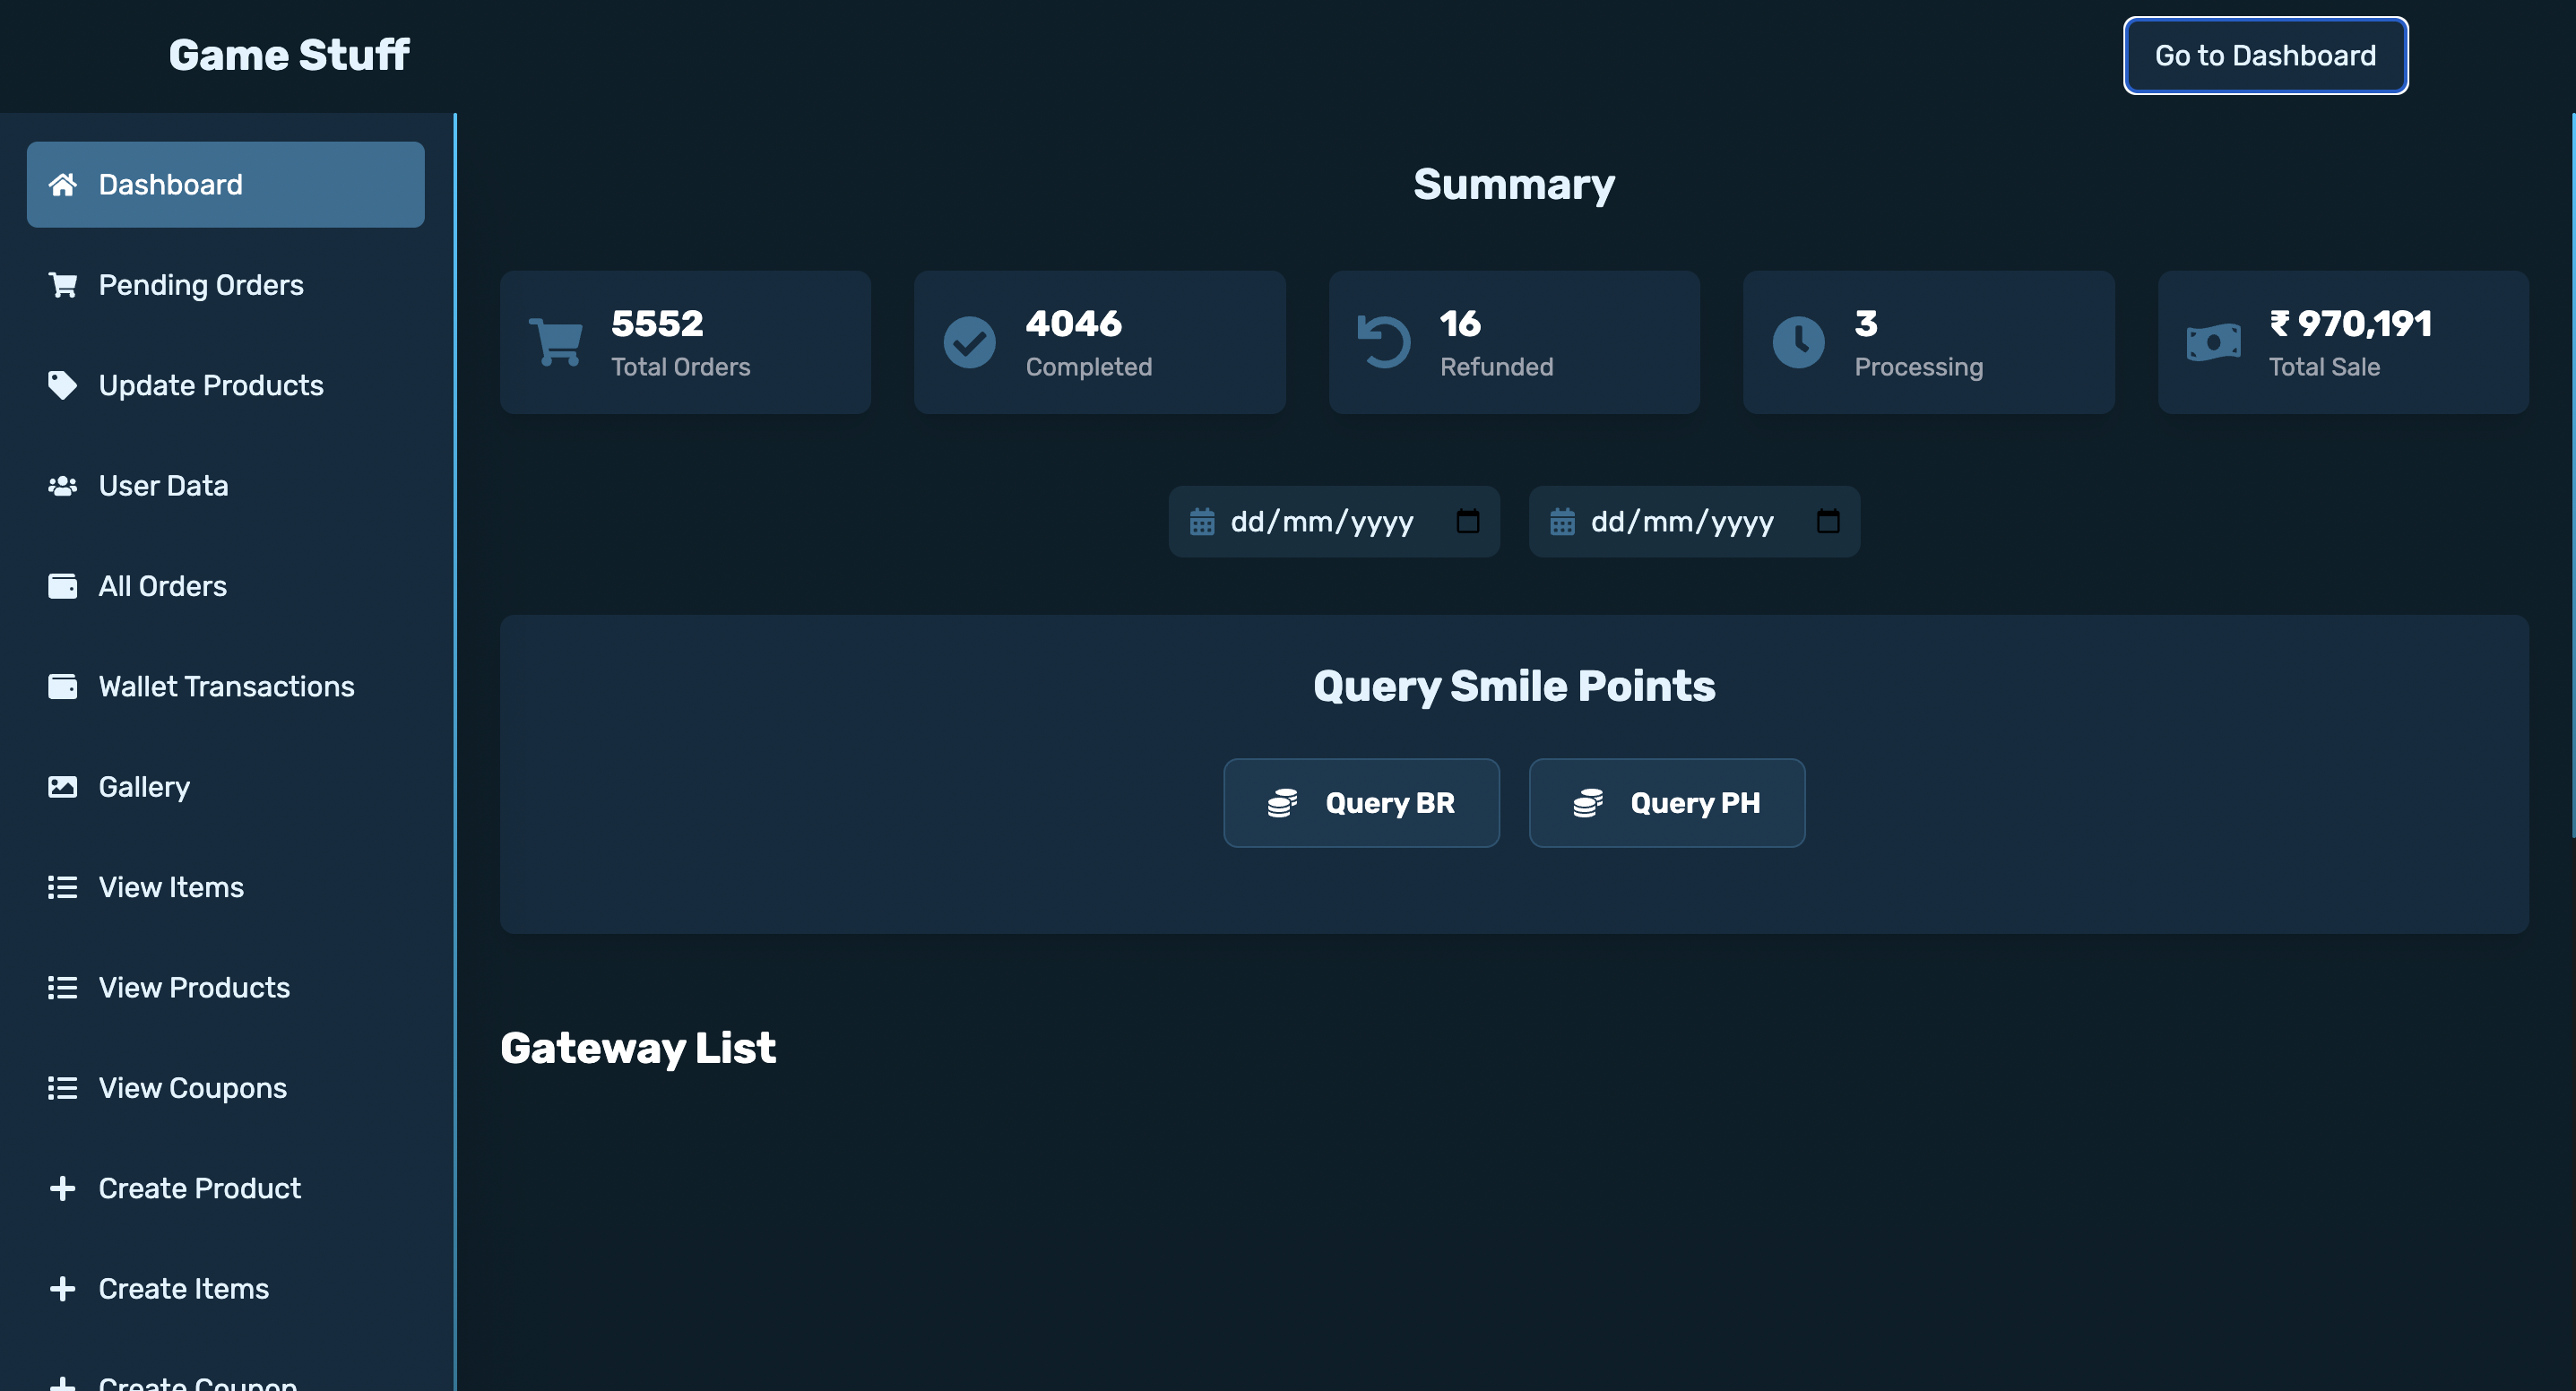 Game Stuff
Go to Dashboard
Dashboard
Pending Orders
Update Products
User Data
All Orders
Wallet Transactions
Gallery
View Items
View Products
View Coupons
Create Product
Create Items
Create Coupon
Summary
5552
Total Orders
4046
Completed
16
Refunded
3
Processing
₹ 970,191
Total Sale
dd/mm/yyyy
dd/mm/yyyy
Query Smile Points
Query BR
Query PH
Gateway List